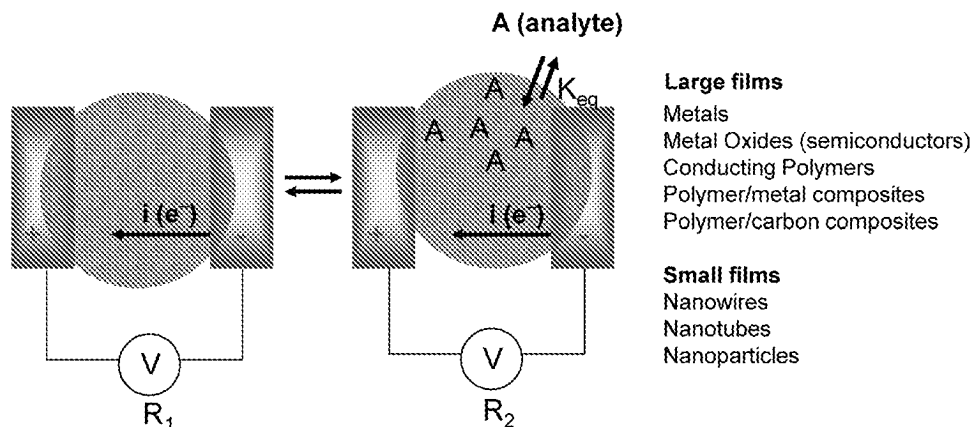 A (analyte)
A
K_eq
A
A
A
A
i (e⁻)
i (e⁻)
V
R₁
V
R₂
Large films
Metals
Metal Oxides (semiconductors)
Conducting Polymers
Polymer/metal composites
Polymer/carbon composites
Small films
Nanowires
Nanotubes
Nanoparticles